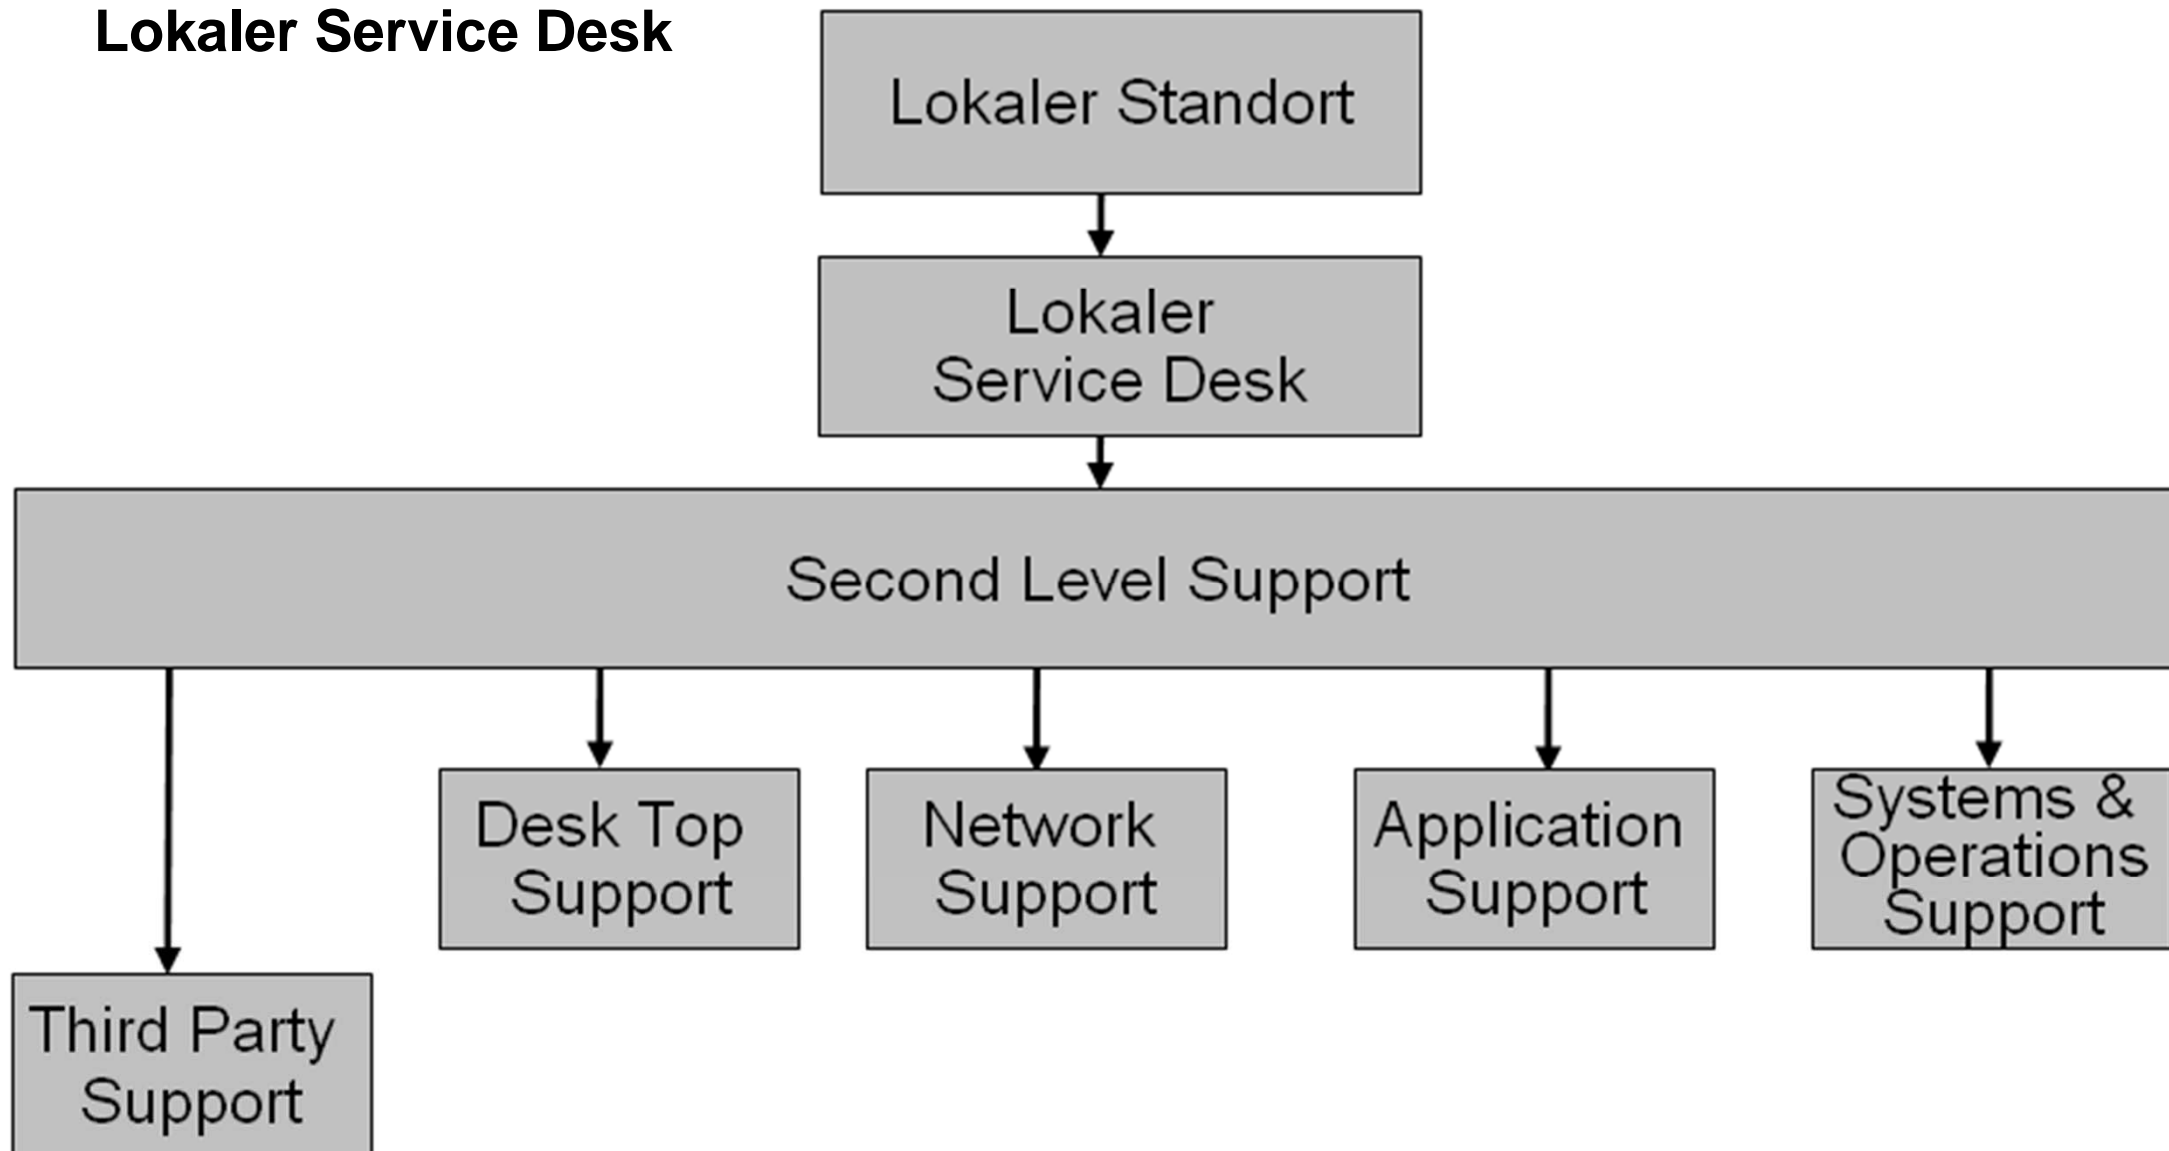 Lokaler Service Desk
Lokaler Standort
Lokaler
Service Desk
Second Level Support
Desk Top
Support
Network
Support
Application
Support
Systems &
Operations
Support
Third Party
Support